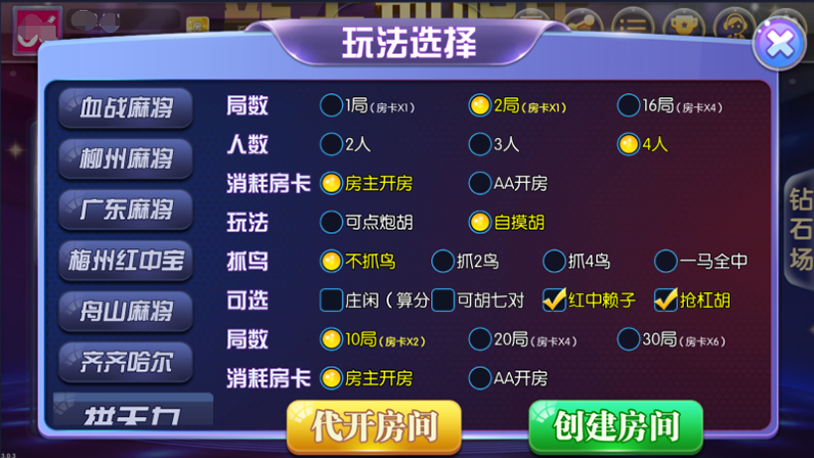 玩法选择
血战麻将
柳州麻将
广东麻将
梅州红中宝
舟山麻将
齐齐哈尔
局数 1局(房卡X1) 2局(房卡X1) 16局(房卡X4)
人数 2人 3人 4人
消耗房卡 房主开房 AA开房
玩法 可点炮胡 自摸胡
抓鸟 不抓鸟 抓2鸟 抓4鸟 一马全中
可选 庄闲(算分 可胡七对 红中赖子 抢杠胡
局数 10局(房卡X2) 20局(房卡X4) 30局(房卡X6)
消耗房卡 房主开房 AA开房
代开房间 创建房间
钻石场
3.0.3